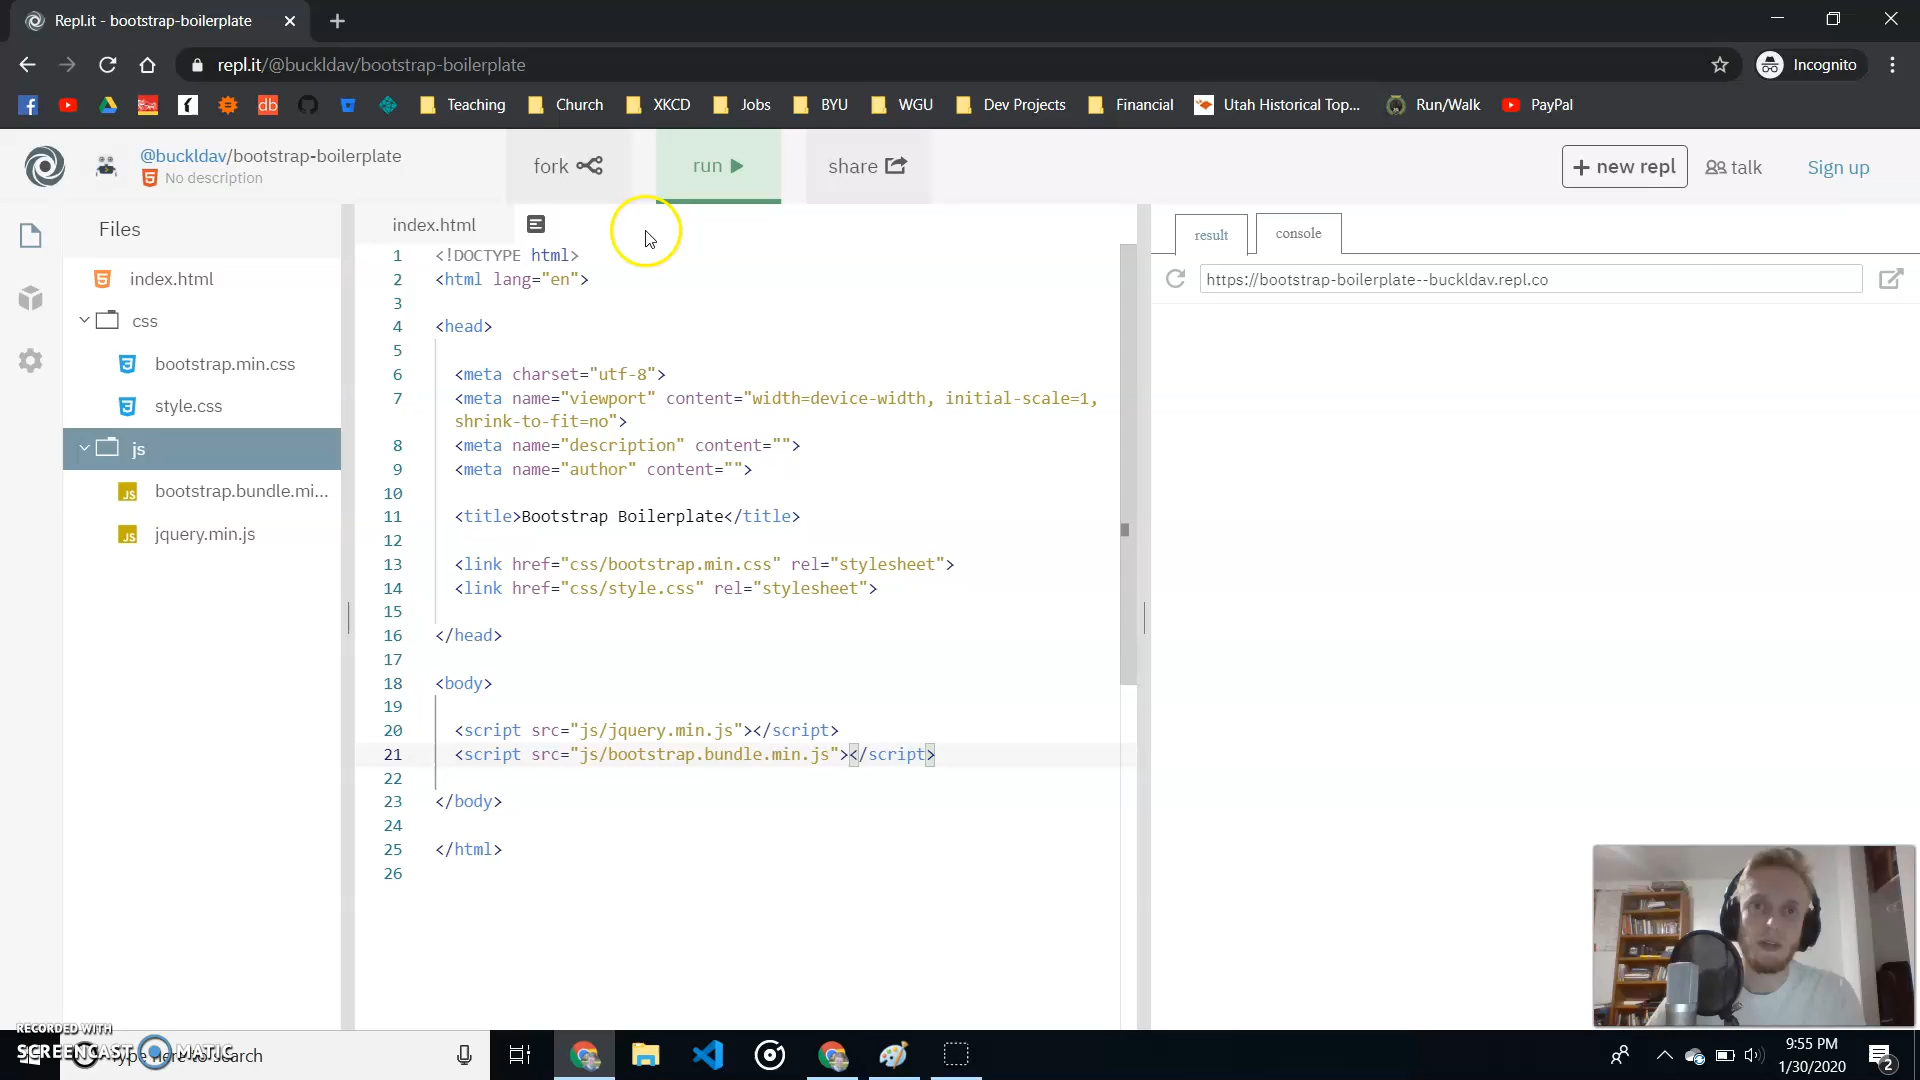 Repl.it - bootstrap-boilerplate
repl.it/@buckldav/bootstrap-boilerplate
Incognito
db
Teaching
Church
XKCD
Jobs
BYU
WGU
Dev Projects
Financial
Utah Historical Top...
Run/Walk
PayPal
@buckldav/bootstrap-boilerplate
No description
fork
run
share
+ new repl
talk
Sign up
Files
index.html
css
bootstrap.min.css
style.css
js
bootstrap.bundle.mi...
jquery.min.js
index.html
1 <!DOCTYPE html>
2 <html lang="en">
3
4 <head>
5
6 <meta charset="utf-8">
7 <meta name="viewport" content="width=device-width, initial-scale=1,
shrink-to-fit=no">
8 <meta name="description" content="">
9 <meta name="author" content="">
10
11 <title>Bootstrap Boilerplate</title>
12
13 <link href="css/bootstrap.min.css" rel="stylesheet">
14 <link href="css/style.css" rel="stylesheet">
15
16 </head>
17
18 <body>
19
20 <script src="js/jquery.min.js"></script>
21 <script src="js/bootstrap.bundle.min.js"></script>
22
23 </body>
24
25 </html>
26
result
console
https://bootstrap-boilerplate--buckldav.repl.co
RECORDED WITH
SCREENCAST MATIC
Type here to search
9:55 PM
1/30/2020
2